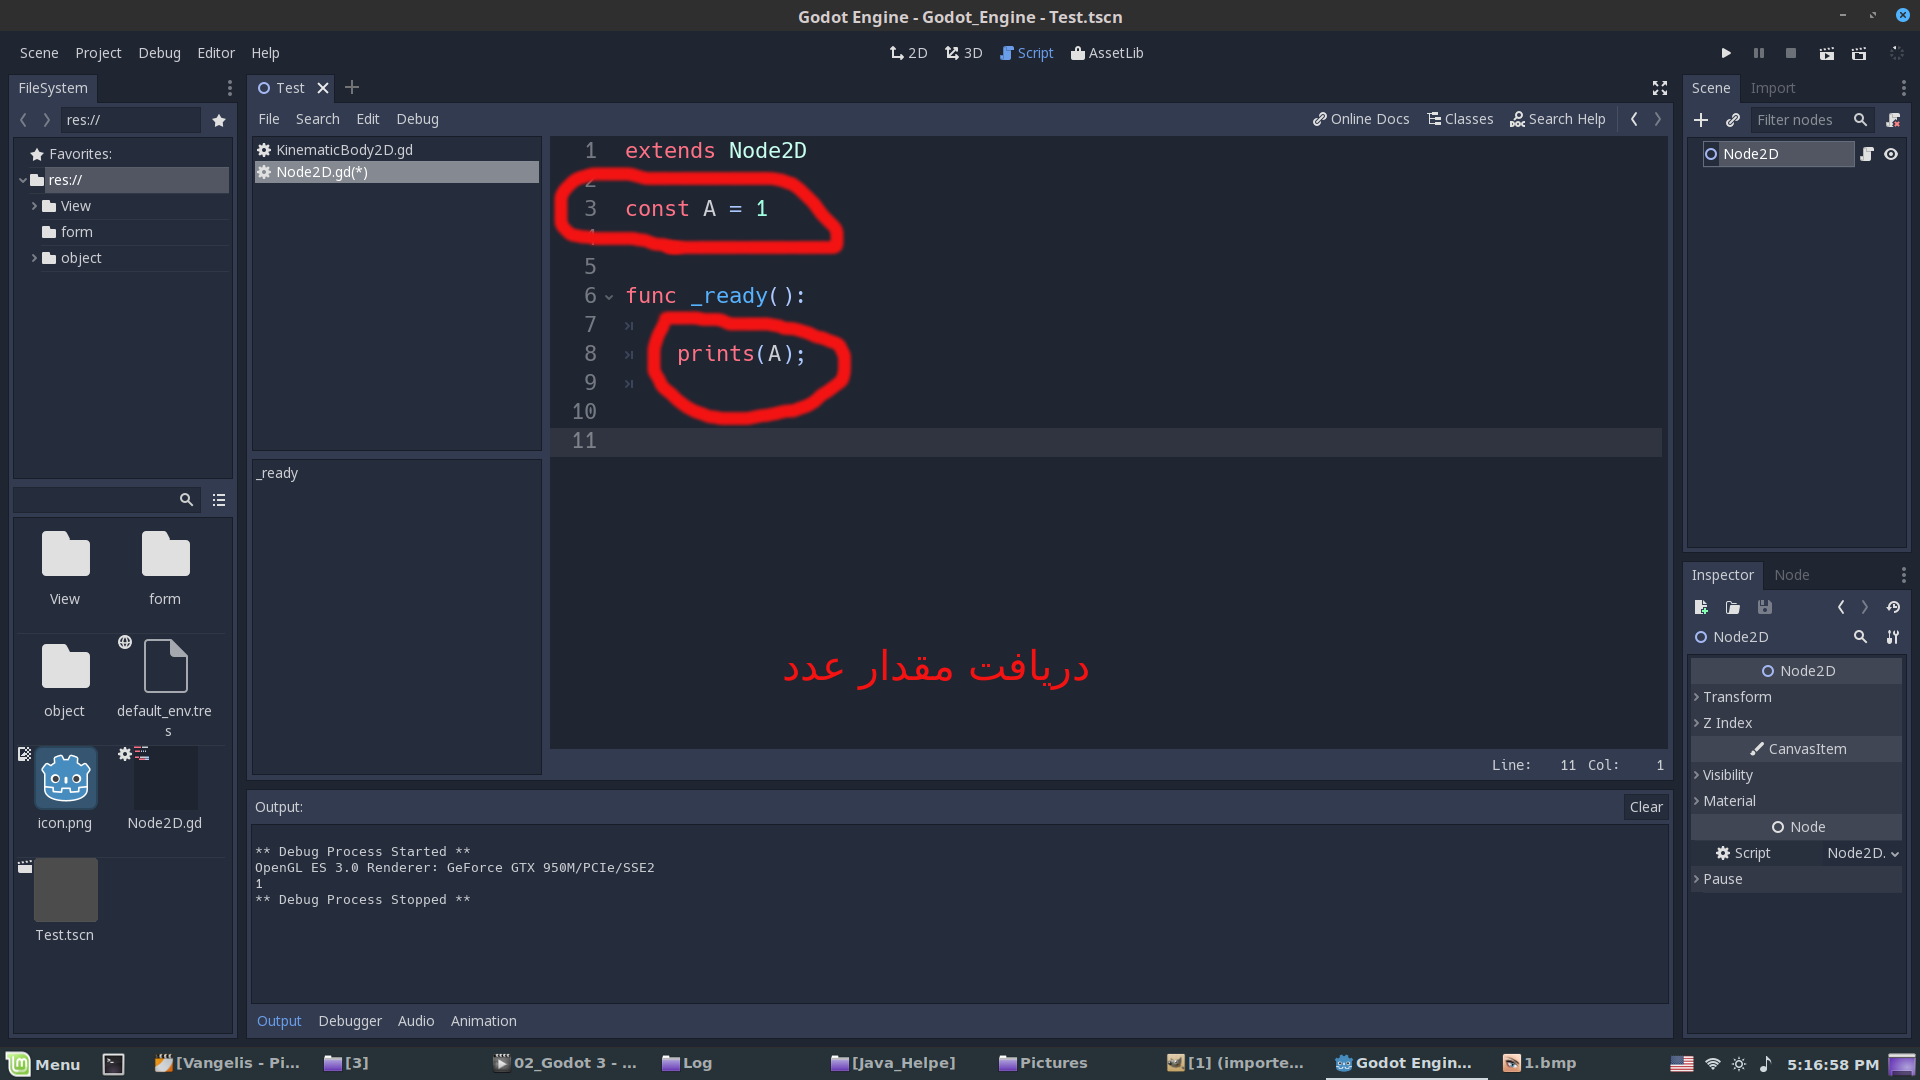 Godot Engine - Godot_Engine - Test.tscn
Scene Project Debug Editor Help
2D 3D Script AssetLib
FileSystem
res://
Favorites:
res://
View
form
object
View form
object default_env.tres
icon.png Node2D.gd
Test.tscn
Test
File Search Edit Debug
Online Docs Classes Search Help
KinematicBody2D.gd
Node2D.gd(*)
_ready
1 extends Node2D
2
3 const A = 1
5
6 func _ready():
7
8 prints(A);
9
10
11
دریافت مقدار عدد
Line: 11 Col: 1
Output:
Clear
** Debug Process Started **
OpenGL ES 3.0 Renderer: GeForce GTX 950M/PCIe/SSE2
1
** Debug Process Stopped **
Output Debugger Audio Animation
Scene Import
Filter nodes
Node2D
Inspector Node
Node2D
Node2D
Transform
Z Index
CanvasItem
Visibility
Material
Node
Script Node2D.
Pause
Menu [Vangelis - Pi... [3] 02_Godot 3 - ... Log [Java_Helpe] Pictures [1] (importe... Godot Engin... 1.bmp 5:16:58 PM